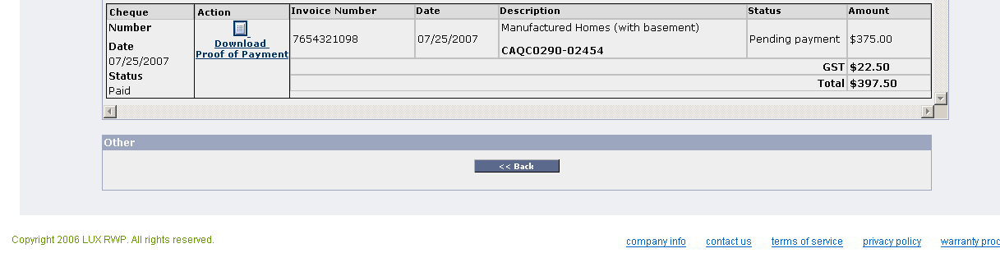 Cheque Action Invoice Number Date Description Status Amount
Number
Date
07/25/2007
Status
Paid
Download
Proof of Payment
7654321098 07/25/2007 Manufactured Homes (with basement) Pending payment $375.00
CAQC0290-02454
GST $22.50
Total $397.50
Other
<< Back
Copyright 2006 LUX RWP. All rights reserved.
company info contact us terms of service privacy policy warranty proc